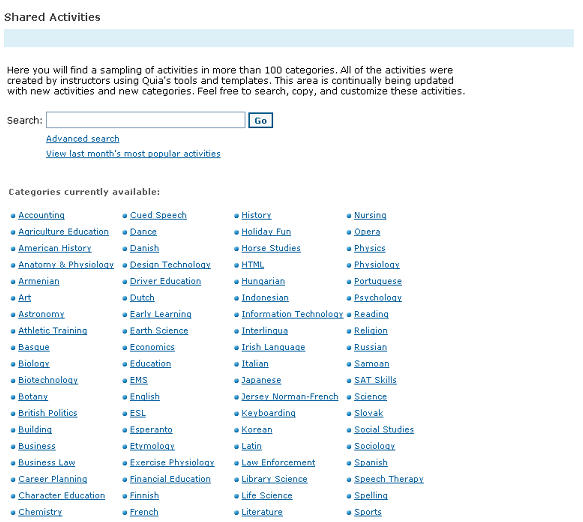 Shared Activities
Here you will find a sampling of activities in more than 100 categories. All of the activities were
created by instructors using Quia's tools and templates. This area is continually being updated
with new activities and new categories. Feel free to search, copy, and customize these activities.
Search: Go
Advanced search
View last month's most popular activities
Categories currently available:
Accounting Cued Speech History Nursing
Agriculture Education Dance Holiday Fun Opera
American History Danish Horse Studies Physics
Anatomy & Physiology Design Technology HTML Physiology
Armenian Driver Education Hungarian Portuguese
Art Dutch Indonesian Psychology
Astronomy Early Learning Information Technology Reading
Athletic Training Earth Science Interlingua Religion
Basque Economics Irish Language Russian
Biology Education Italian Samoan
Biotechnology EMS Japanese SAT Skills
Botany English Jersey Norman-French Science
British Politics ESL Keyboarding Slovak
Building Esperanto Korean Social Studies
Business Etymology Latin Sociology
Business Law Exercise Physiology Law Enforcement Spanish
Career Planning Financial Education Library Science Speech Therapy
Character Education Finnish Life Science Spelling
Chemistry French Literature Sports